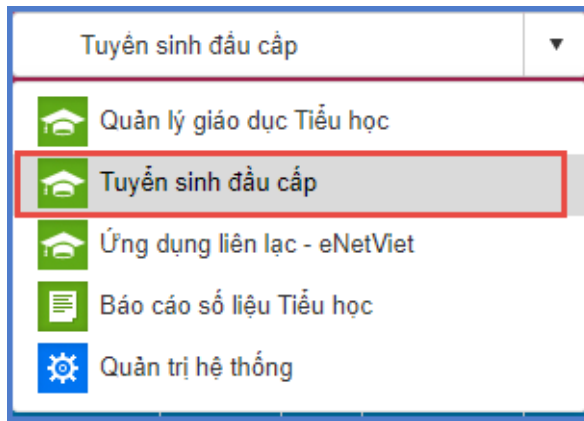 Tuyển sinh đầu cấp
Quản lý giáo dục Tiểu học
Tuyển sinh đầu cấp
Ứng dụng liên lạc - eNetViet
Báo cáo số liệu Tiểu học
Quản trị hệ thống